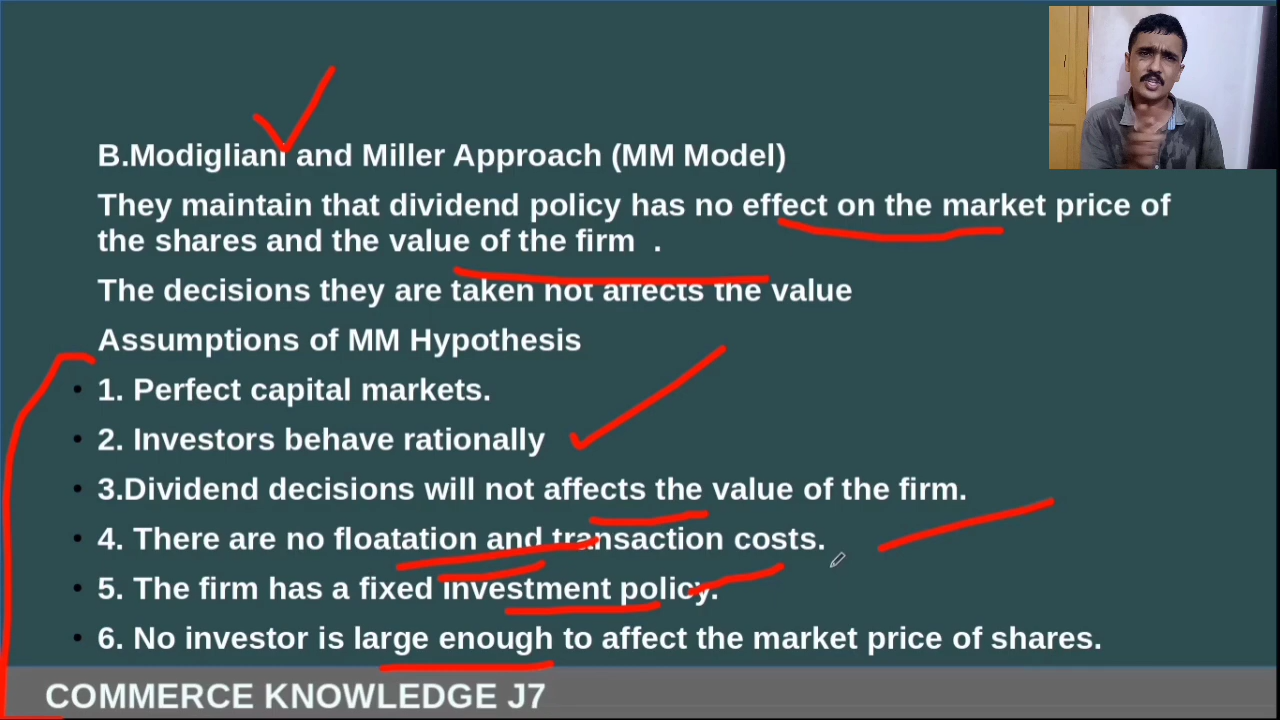 B.Modigliani and Miller Approach (MM Model)
They maintain that dividend policy has no effect on the market price of
the shares and the value of the firm .
The decisions they are taken not affects the value
Assumptions of MM Hypothesis
• 1. Perfect capital markets.
• 2. Investors behave rationally
• 3.Dividend decisions will not affects the value of the firm.
• 4. There are no floatation and transaction costs.
• 5. The firm has a fixed investment policy.
• 6. No investor is large enough to affect the market price of shares.
COMMERCE KNOWLEDGE J7